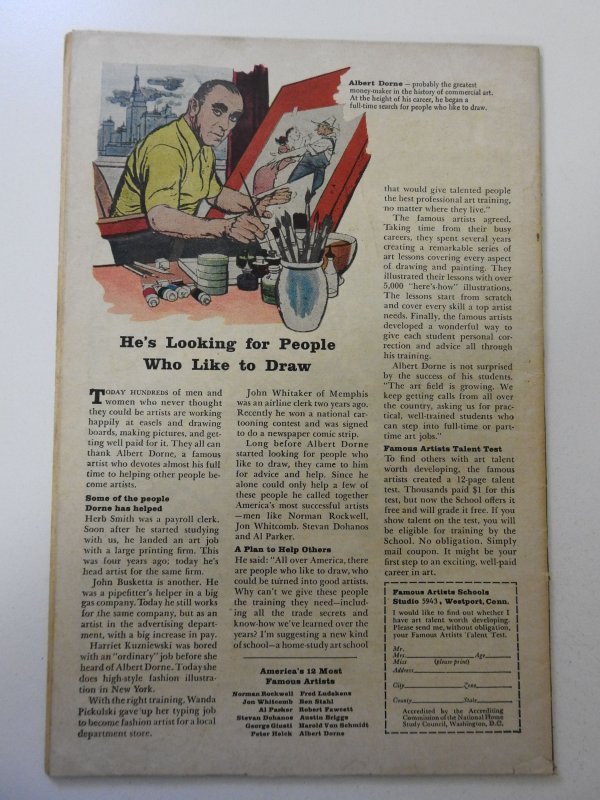 Albert Dorne — probably the greatest
money-maker in the history of commercial art.
At the height of his career, he began a
full-time search for people who like to draw.
He's Looking for People
Who Like to Draw
TODAY HUNDREDS of men and
women who never thought
they could be artists are working
happily at easels and drawing
boards, making pictures, and get-
ting well paid for it. They all can
thank Albert Dorne, a famous
artist who devotes almost his full
time to helping other people be-
come artists.
Some of the people
Dorne has helped
Herb Smith was a payroll clerk.
Soon after he started studying
with us, he landed an art job
with a large printing firm. This
was four years ago; today he's
head artist for the same firm.
John Busketta is another. He
was a pipefitter's helper in a big
gas company. Today he still works
for the same company, but as an
artist in the advertising depart-
ment, with a big increase in pay.
Harriet Kuzniewski was bored
with an "ordinary" job before she
heard of Albert Dorne. Today she
does high-style fashion illustra-
tion in New York.
With the right training, Wanda
Pickulski gave up her typing job
to become fashion artist for a local
department store.
John Whitaker of Memphis
was an airline clerk two years ago.
Recently he won a national car-
tooning contest and was signed
to do a newspaper comic strip.
Long before Albert Dorne
started looking for people who
like to draw, they came to him
for advice and help. Since he
alone could only help a few of
these people he called together
America's most successful artists
—men like Norman Rockwell,
Jon Whitcomb, Stevan Dohanos
and Al Parker.
A Plan to Help Others
He said: "All over America, there
are people who like to draw, who
could be turned into good artists.
Why can't we give these people
the training they need—includ-
ing all the trade secrets and
know-how we've learned over the
years? I'm suggesting a new kind
of school—a home-study art school
America's 12 Most
Famous Artists
Norman Rockwell Fred Ludekens
Jon Whitcomb Ben Stahl
Al Parker Robert Fawcett
Stevan Dohanos Austin Briggs
George Giusti Harold Von Schmidt
Peter Helck Albert Dorne
that would give talented people
the best professional art training,
no matter where they live."
The famous artists agreed.
Taking time from their busy
careers, they spent several years
creating a remarkable series of
art lessons covering every aspect
of drawing and painting. They
illustrated their lessons with over
5,000 "here's-how" illustrations.
The lessons start from scratch
and cover every skill a top artist
needs. Finally, the famous artists
developed a wonderful way to
give each student personal cor-
rection and advice all through
his training.
Albert Dorne is not surprised
by the success of his students.
"The art field is growing. We
keep getting calls from all over
the country, asking us for prac-
tical, well-trained students who
can step into full-time or part-
time art jobs."
Famous Artists Talent Test
To find others with art talent
worth developing, the famous
artists created a 12-page talent
test. Thousands paid $1 for this
test, but now the School offers it
free and will grade it. If you
show talent on the test, you will
be eligible for training by the
School. No obligation. Simply
mail coupon. It might be your
first step to an exciting, well-paid
career in art.
Famous Artists Schools
Studio 5943, Westport, Conn.
I would like to find out whether I
have art talent worth developing.
Please send me, without obligation,
your Famous Artists Talent Test.
Mr.
Mrs. Age
Miss (please print)
Address
City Zone
County State
Accredited by the Accrediting
Commission of the National Home
Study Council, Washington, D.C.